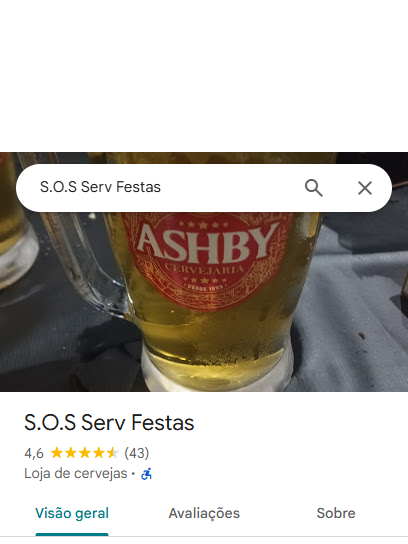 S.O.S Serv Festas
ASHBY
CERVEJARIA
DESDE 1993
S.O.S Serv Festas
4,6 (43)
Loja de cervejas ·
Visão geral Avaliações Sobre